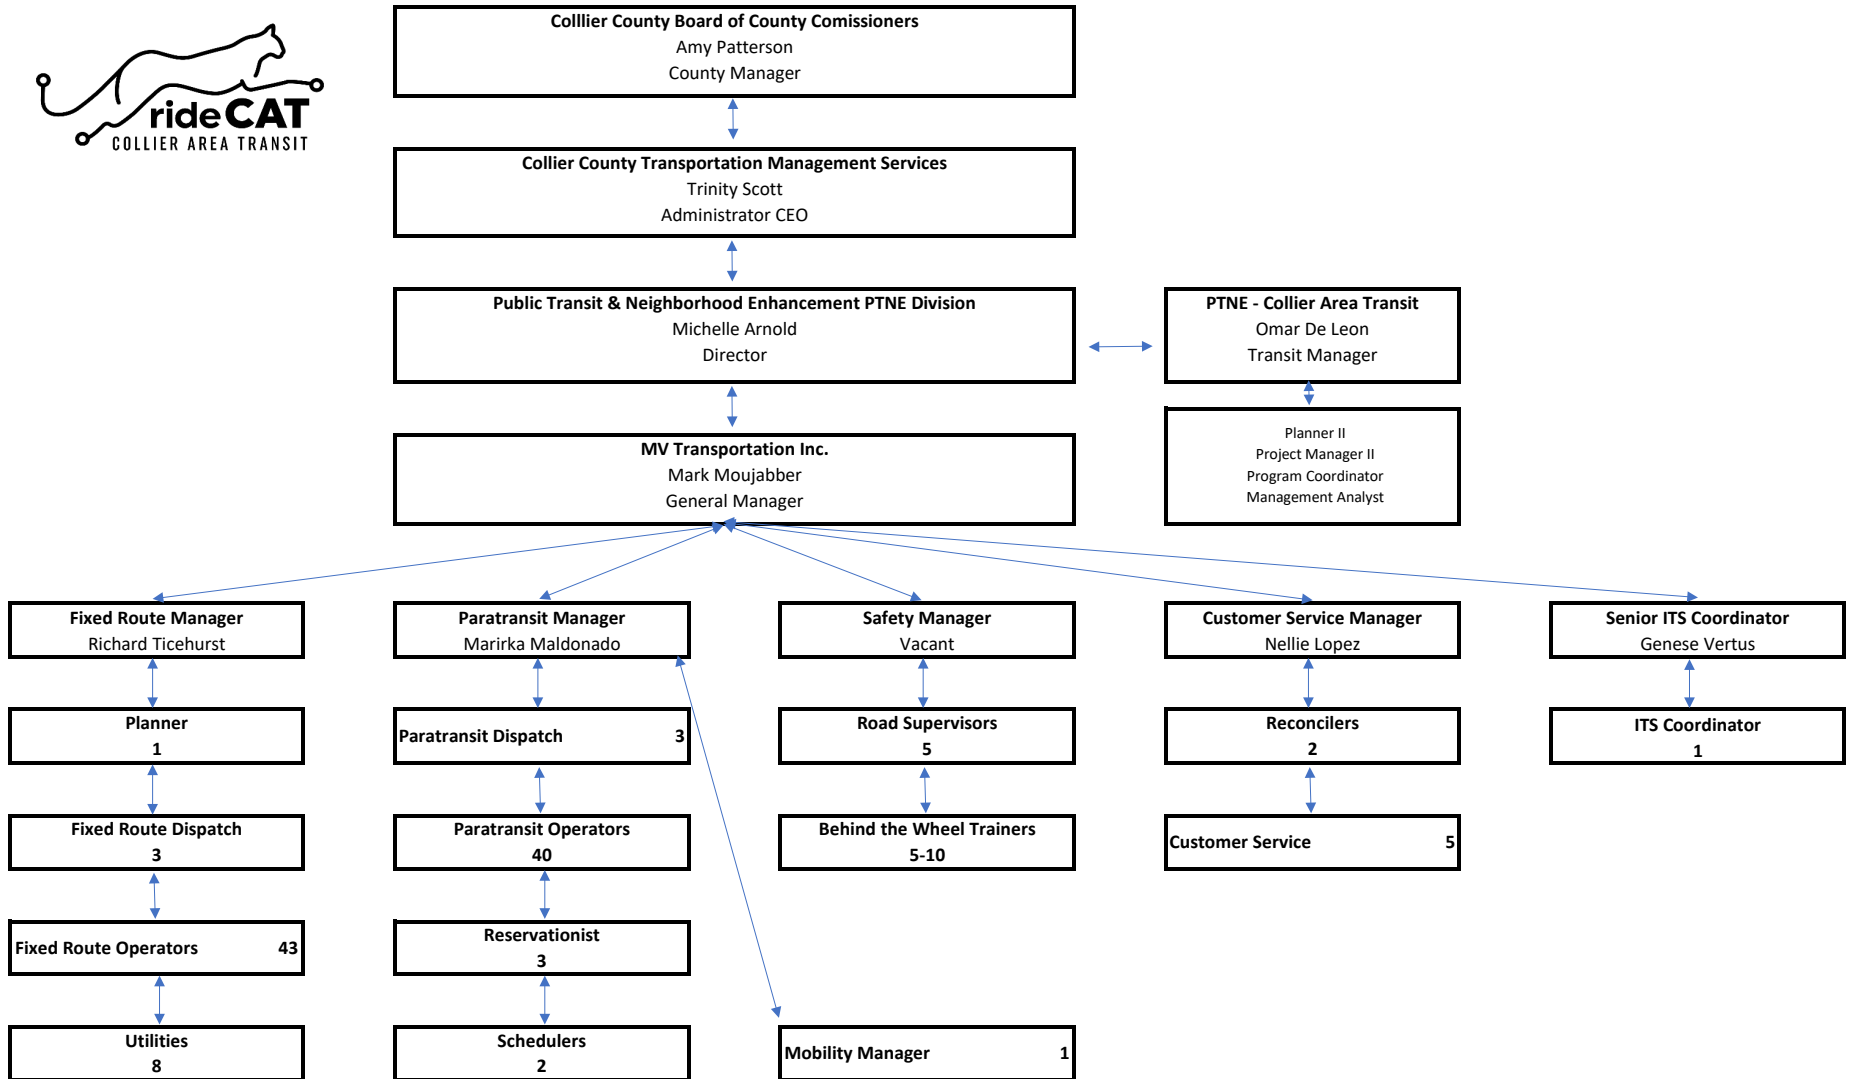 rideCAT
COLLIER AREA TRANSIT
Colllier County Board of County Comissioners
Amy Patterson
County Manager
Collier County Transportation Management Services
Trinity Scott
Administrator CEO
Public Transit & Neighborhood Enhancement PTNE Division
Michelle Arnold
Director
PTNE - Collier Area Transit
Omar De Leon
Transit Manager
Planner II
Project Manager II
Program Coordinator
Management Analyst
MV Transportation Inc.
Mark Moujabber
General Manager
Fixed Route Manager
Richard Ticehurst
Paratransit Manager
Marirka Maldonado
Safety Manager
Vacant
Customer Service Manager
Nellie Lopez
Senior ITS Coordinator
Genese Vertus
Planner
1
Paratransit Dispatch 3
Road Supervisors
5
Reconcilers
2
ITS Coordinator
1
Fixed Route Dispatch
3
Paratransit Operators
40
Behind the Wheel Trainers
5-10
Customer Service 5
Fixed Route Operators 43
Reservationist
3
Utilities
8
Schedulers
2
Mobility Manager 1